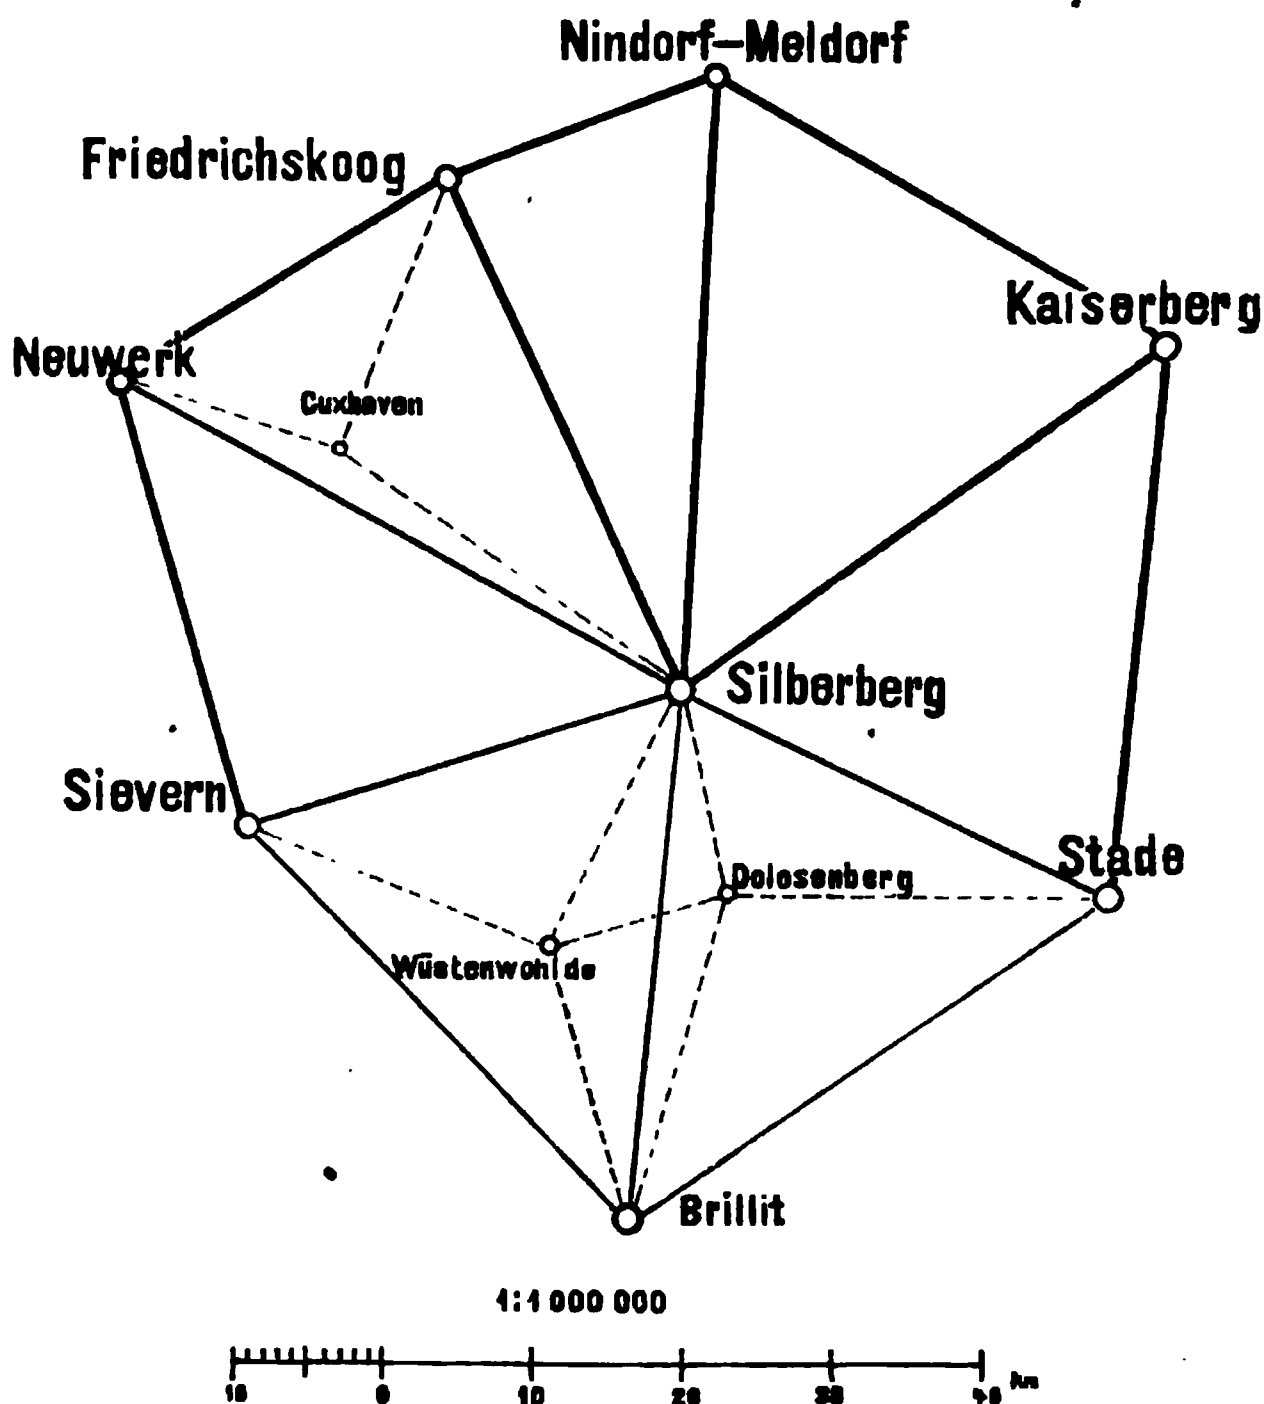 Nindorf–Meldorf
Friedrichskoog
Kaiserberg
Neuwerk
Cuxhaven
Silberberg
Sievern
Stade
Dolosenberg
Wüstenwohlde
Brillit
1:1 000 000
10 0 10 20 30 40 km